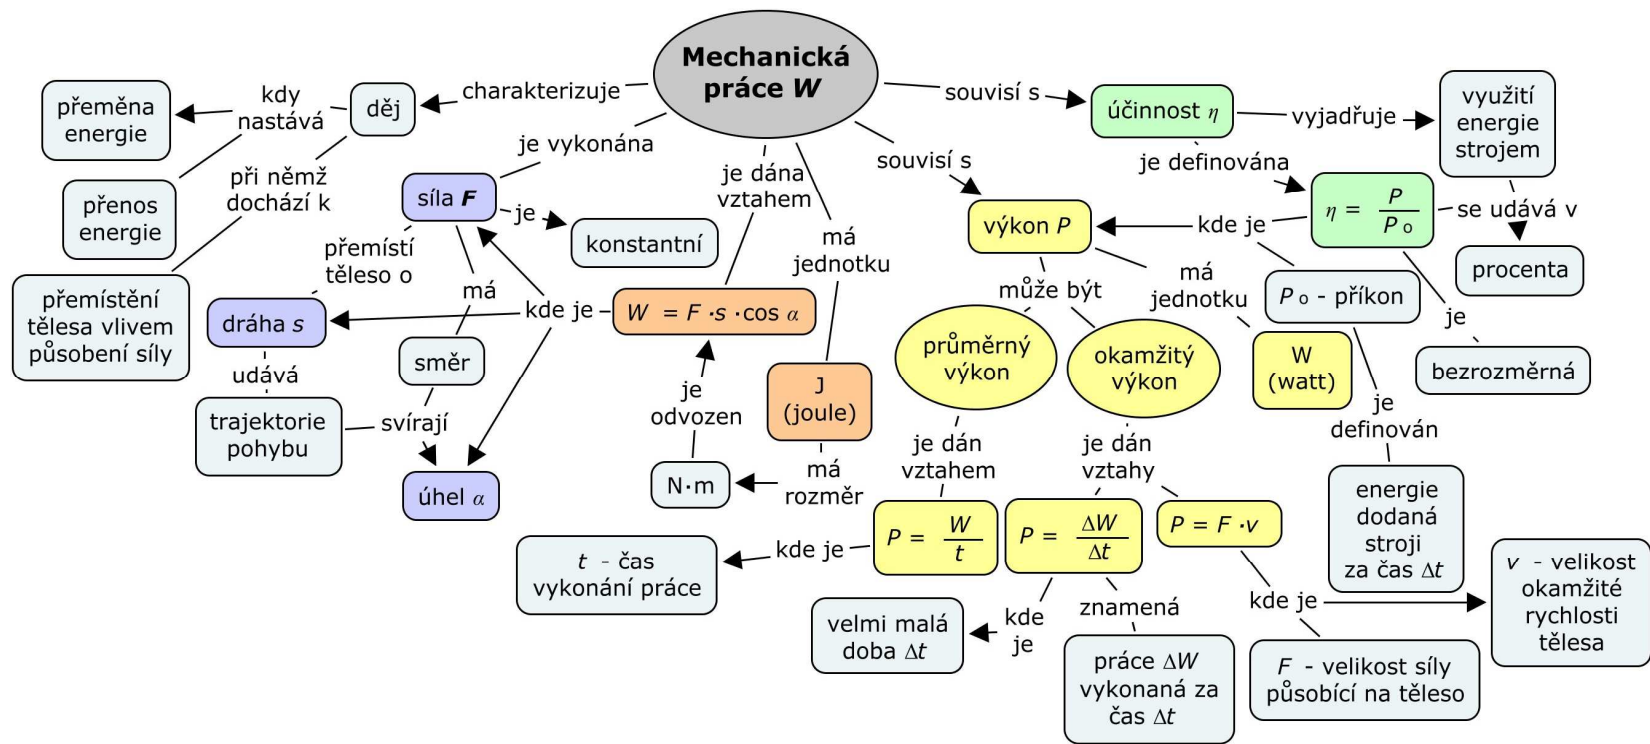 Mechanická
práce W
charakterizuje
děj
kdy
nastává
přeměna
energie
přenos
energie
při němž
dochází k
přemístění
tělesa vlivem
působení síly
je vykonána
síla F
je
konstantní
přemístí
těleso o
má
dráha s
směr
udává
trajektorie
pohybu
svírají
úhel α
je dána
vztahem
W = F · s · cos α
kde je
má
jednotku
J
(joule)
má
rozměr
N·m
je
odvozen
souvisí s
výkon P
může být
průměrný
výkon
okamžitý
výkon
má
jednotku
W
(watt)
je dán
vztahem
P = W/t
kde je
t - čas
vykonání práce
je dán
vztahy
P = ΔW/Δt
P = F · v
kde
je
velmi malá
doba Δt
znamená
práce ΔW
vykonaná za
čas Δt
kde je
F - velikost síly
působící na těleso
v - velikost
okamžité
rychlosti
tělesa
souvisí s
účinnost η
vyjadřuje
využití
energie
strojem
je definována
η = P/Po
se udává v
procenta
kde je
Po - příkon
je
bezrozměrná
je
definován
energie
dodaná
stroji
za čas Δt